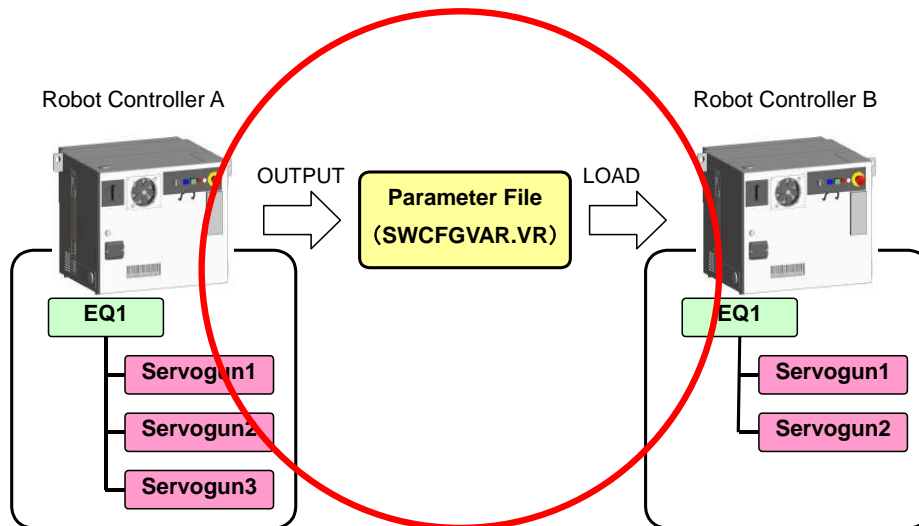 Robot Controller A
Robot Controller B
OUTPUT
LOAD
Parameter File
（SWCFGVAR.VR）
EQ1
Servogun1
Servogun2
Servogun3
EQ1
Servogun1
Servogun2